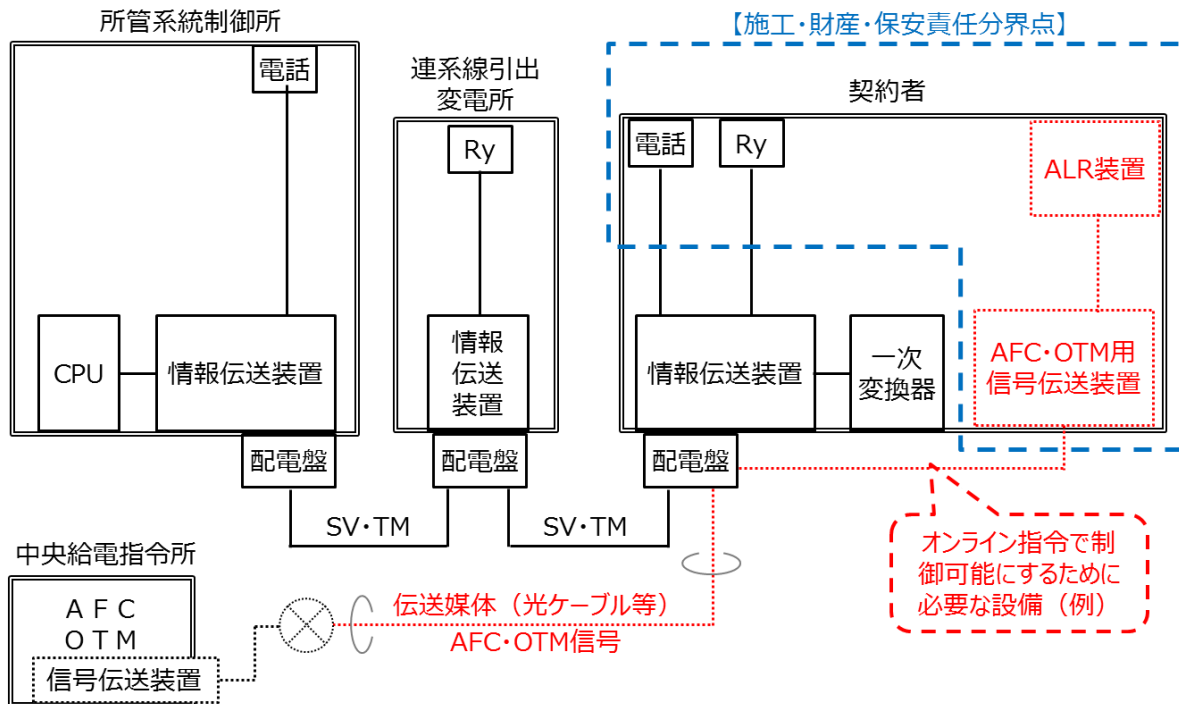 所管系統制御所
電話
CPU
情報伝送装置
配電盤
連系線引出
変電所
Ry
情報
伝送
装置
配電盤
【施工・財産・保安責任分界点】
契約者
電話
Ry
ALR装置
情報伝送装置
一次
変換器
AFC・OTM用
信号伝送装置
配電盤
SV・TM
SV・TM
オンライン指令で制
御可能にするために
必要な設備（例）
中央給電指令所
ＡＦＣ
ＯＴＭ
信号伝送装置
伝送媒体（光ケーブル等）
AFC・OTM信号